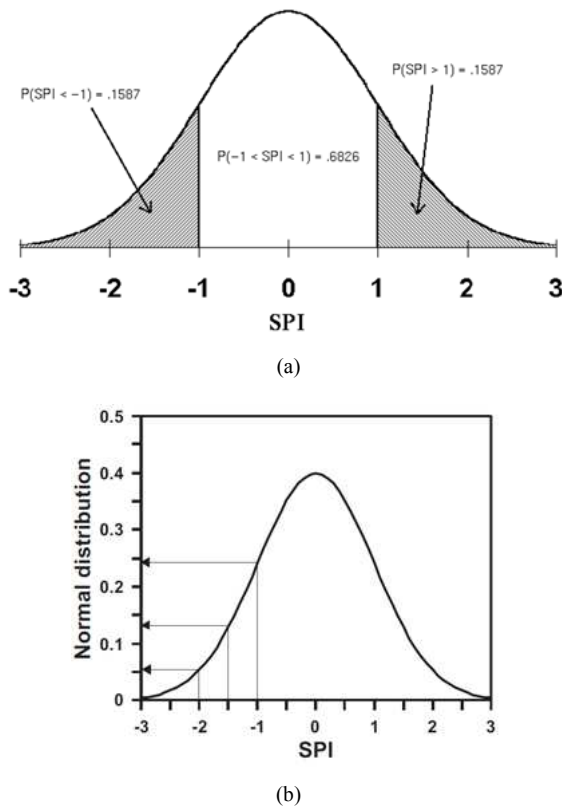 P(SPI > 1) = .1587
P(SPI < -1) = .1587
P(-1 < SPI < 1) = .6826
-3 -2 -1 0 1 2 3
SPI
(a)
0.5
0.4
0.3
0.2
0.1
0
Normal distribution
-3 -2 -1 0 1 2 3
SPI
(b)